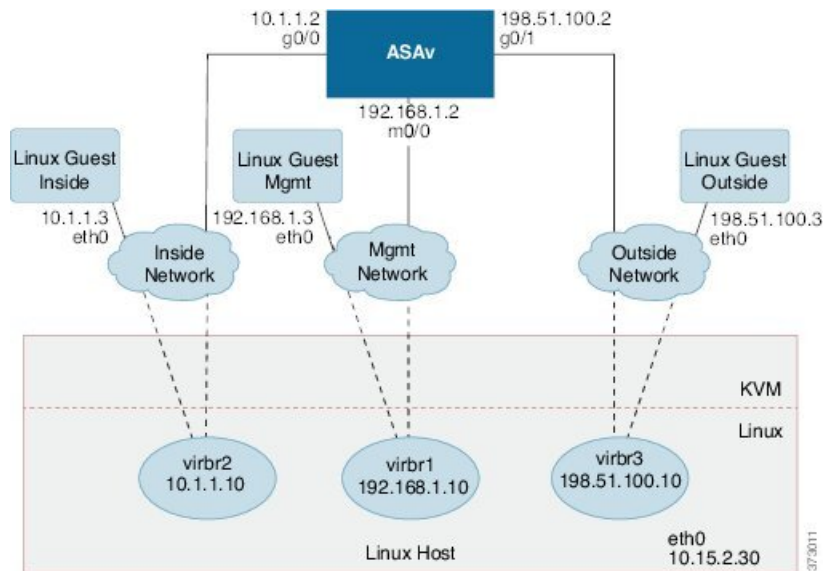 10.1.1.2
g0/0
ASAv
198.51.100.2
g0/1
192.168.1.2
m0/0
Linux Guest
Inside
Linux Guest
Mgmt
Linux Guest
Outside
10.1.1.3
eth0
192.168.1.3
eth0
198.51.100.3
eth0
Inside
Network
Mgmt
Network
Outside
Network
KVM
Linux
virbr2
10.1.1.10
virbr1
192.168.1.10
virbr3
198.51.100.10
Linux Host
eth0
10.15.2.30
373011